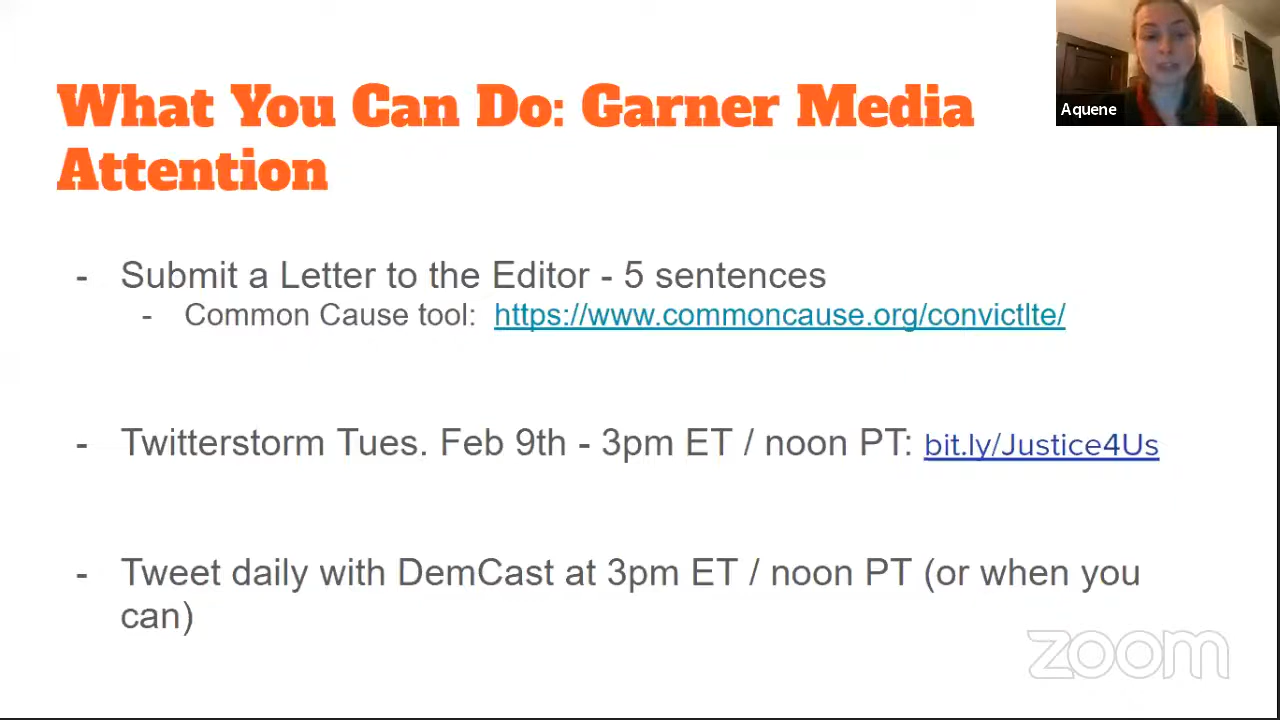 Aquene
What You Can Do: Garner Media
Attention
- Submit a Letter to the Editor - 5 sentences
- Common Cause tool: https://www.commoncause.org/convictlte/
- Twitterstorm Tues. Feb 9th - 3pm ET / noon PT: bit.ly/Justice4Us
- Tweet daily with DemCast at 3pm ET / noon PT (or when you
can)
zoom